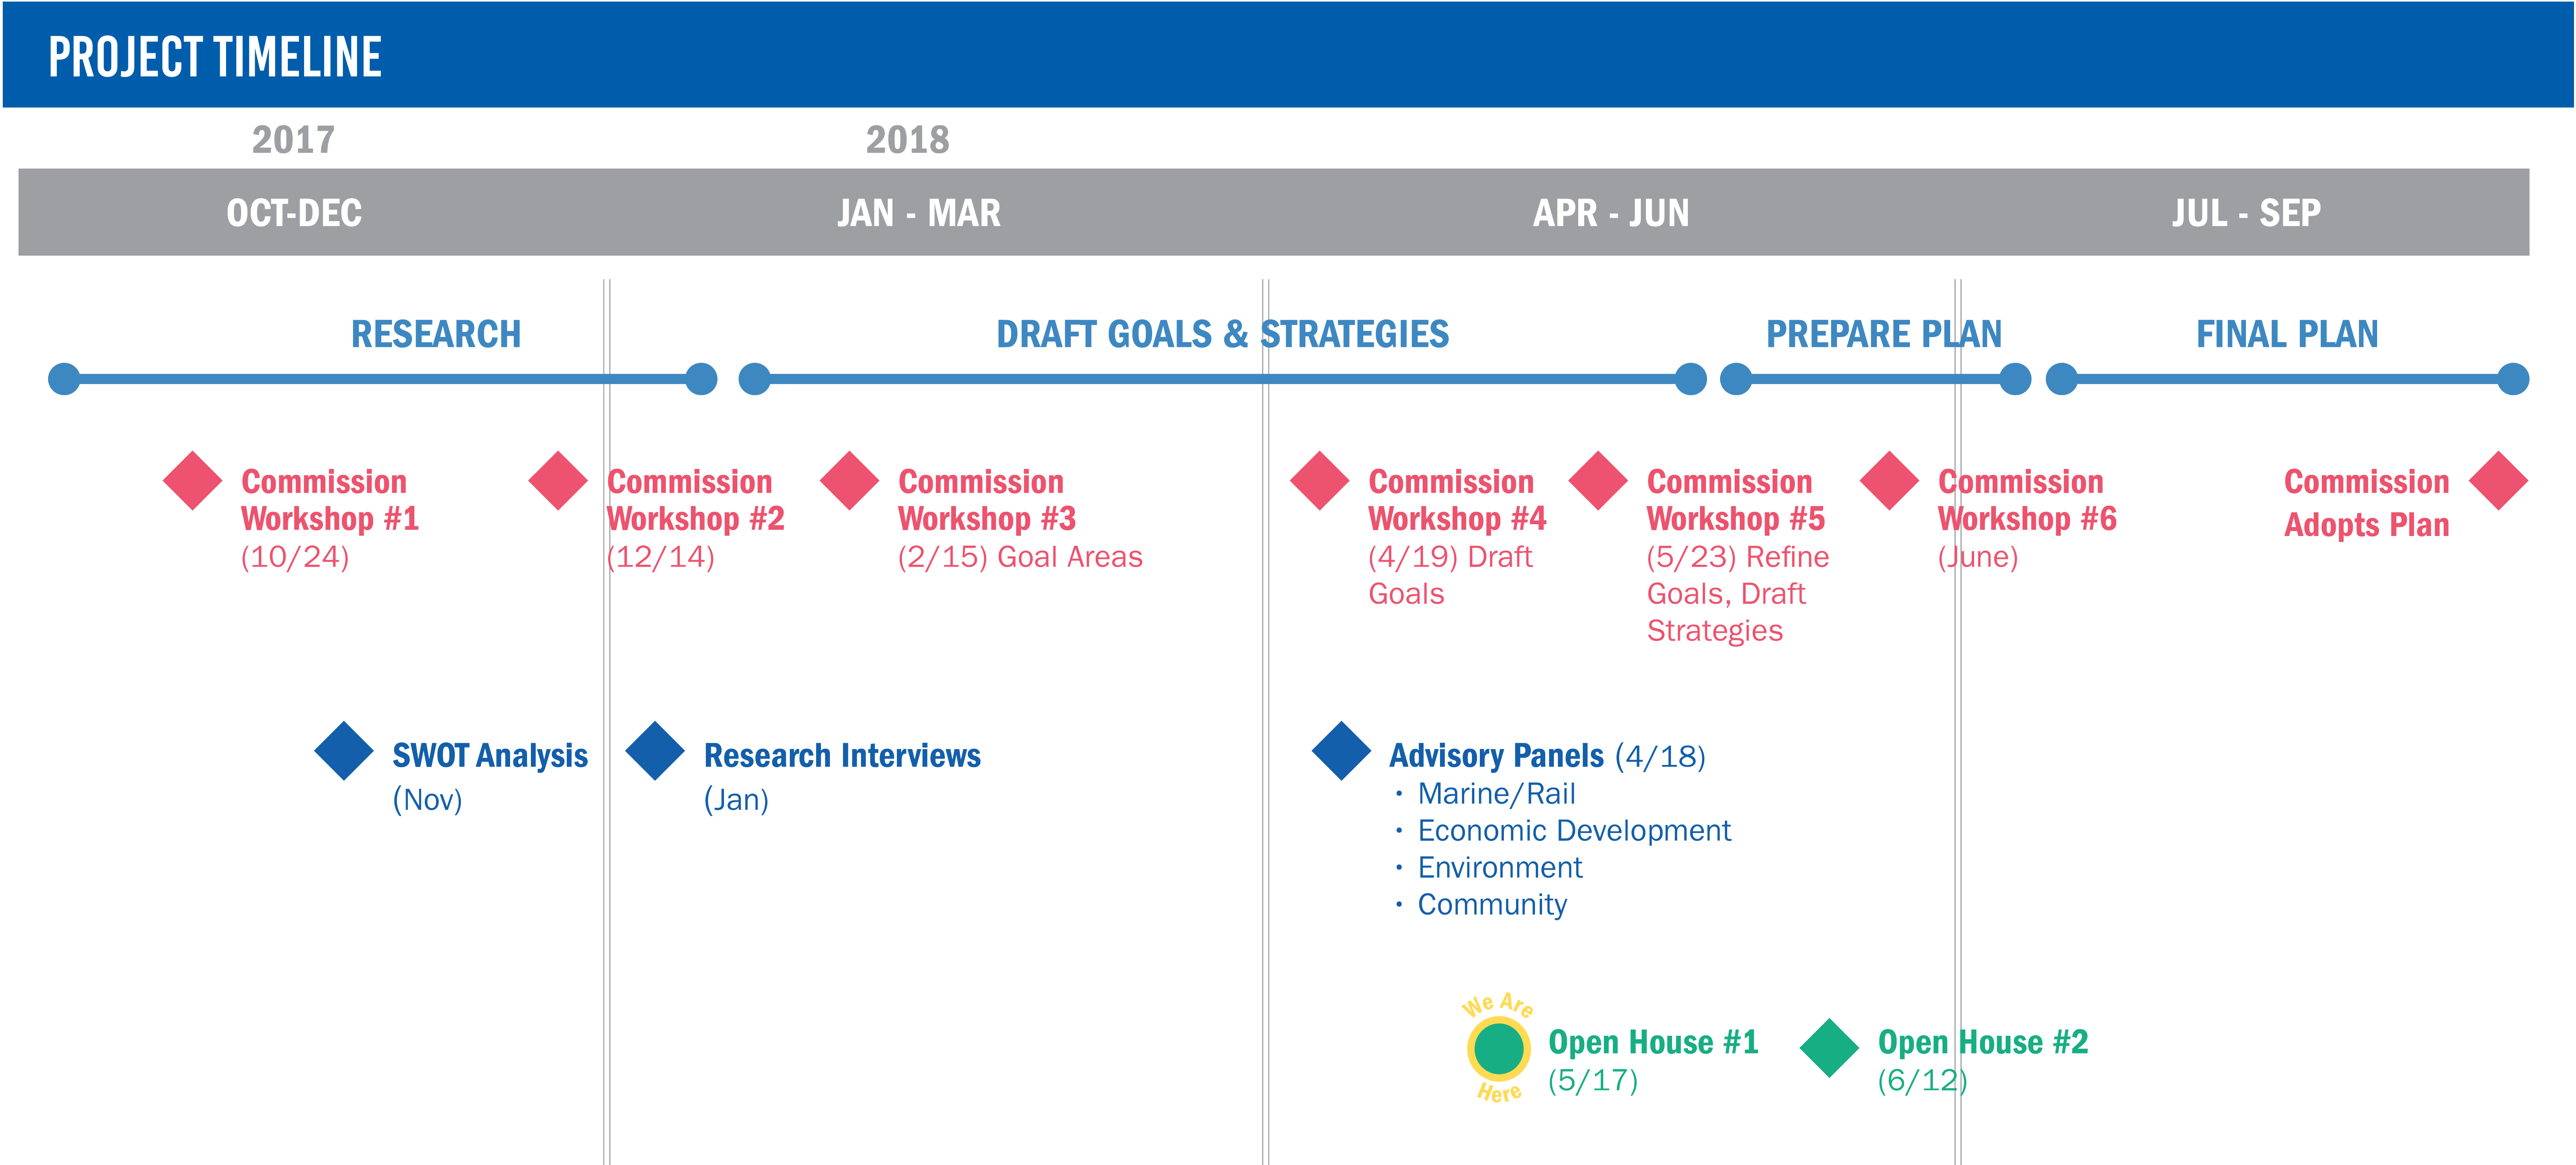 PROJECT TIMELINE
2017
2018
OCT-DEC
JAN - MAR
APR - JUN
JUL - SEP
RESEARCH
DRAFT GOALS & STRATEGIES
PREPARE PLAN
FINAL PLAN
Commission
Workshop #1
(10/24)
Commission
Workshop #2
(12/14)
Commission
Workshop #3
(2/15) Goal Areas
Commission
Workshop #4
(4/19) Draft
Goals
Commission
Workshop #5
(5/23) Refine
Goals, Draft
Strategies
Commission
Workshop #6
(June)
Commission
Adopts Plan
SWOT Analysis
(Nov)
Research Interviews
(Jan)
Advisory Panels (4/18)
• Marine/Rail
• Economic Development
• Environment
• Community
We Are
Here
Open House #1
(5/17)
Open House #2
(6/12)